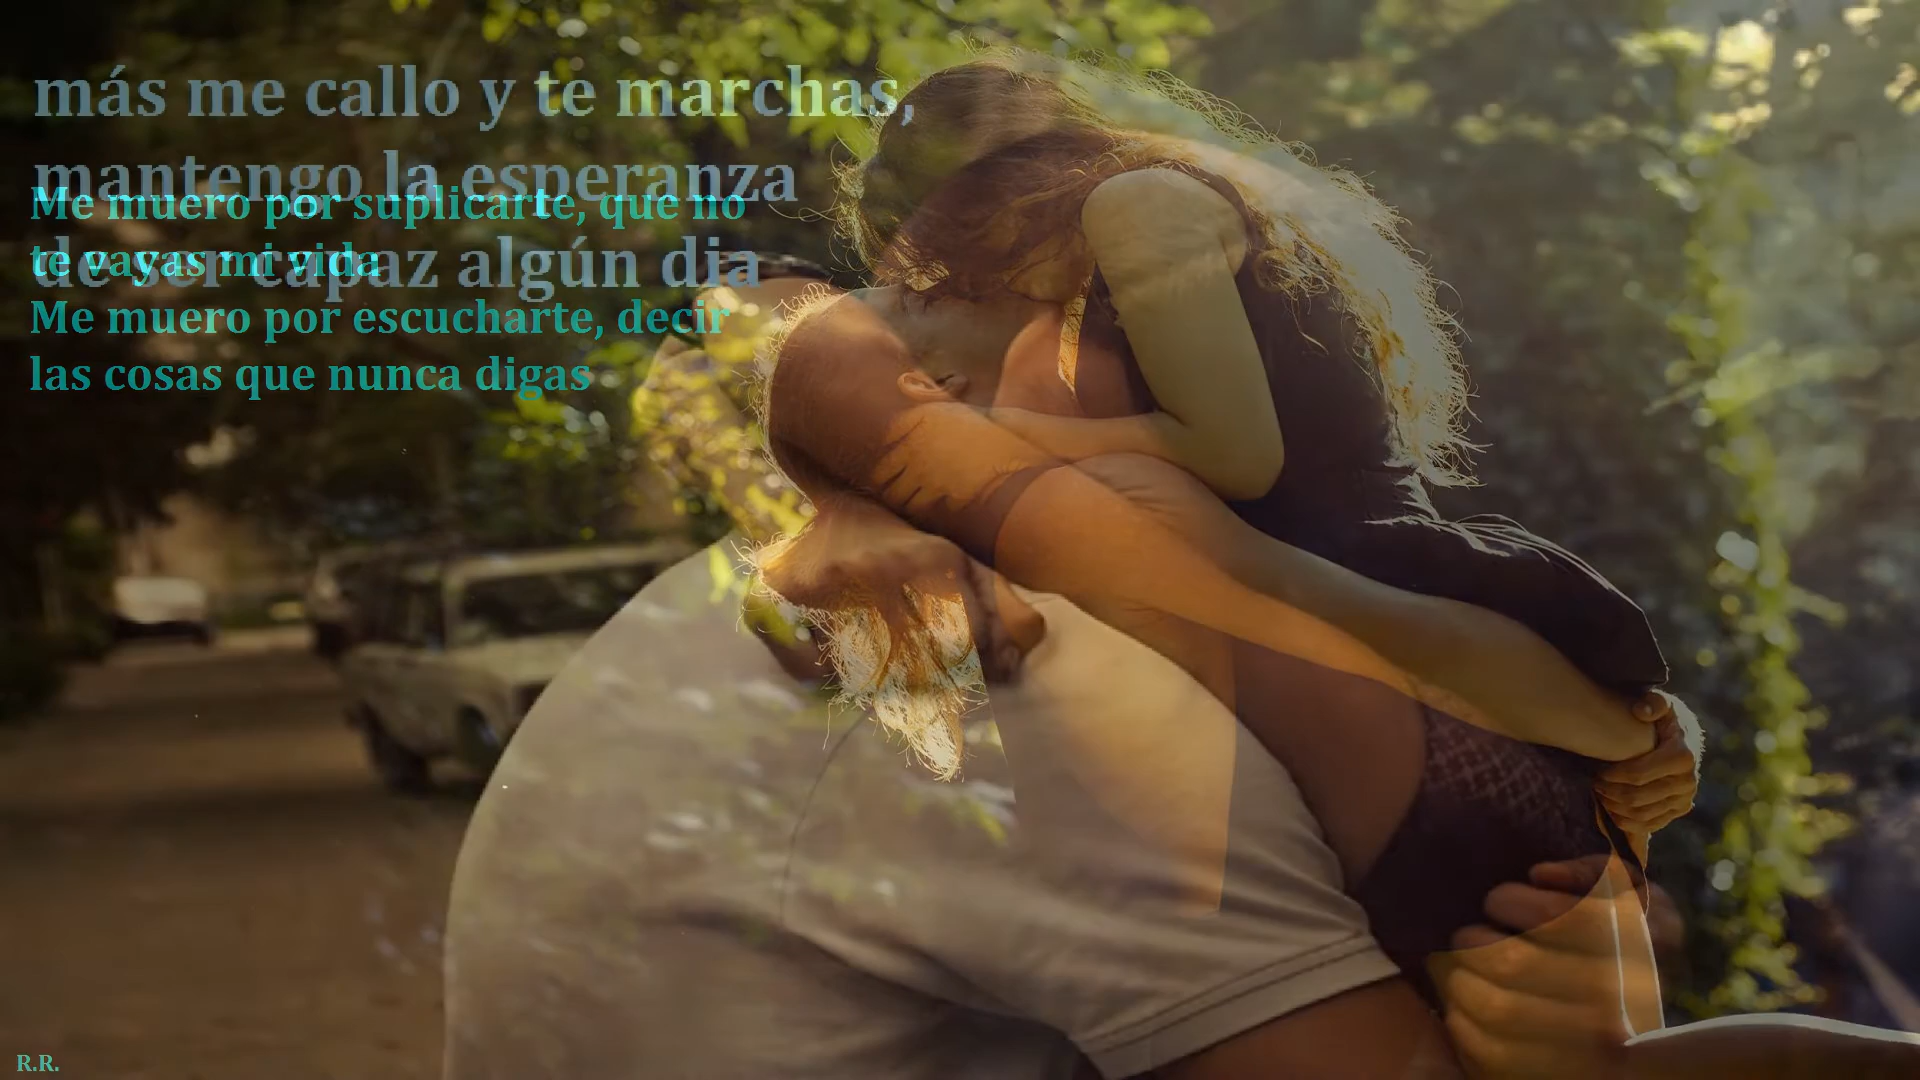 más me callo y te marchas,
mantengo la esperanza
de ser capaz algún dia
Me muero por suplicarte, que no
te vayas mi vida
Me muero por escucharte, decir
las cosas que nunca digas
R.R.